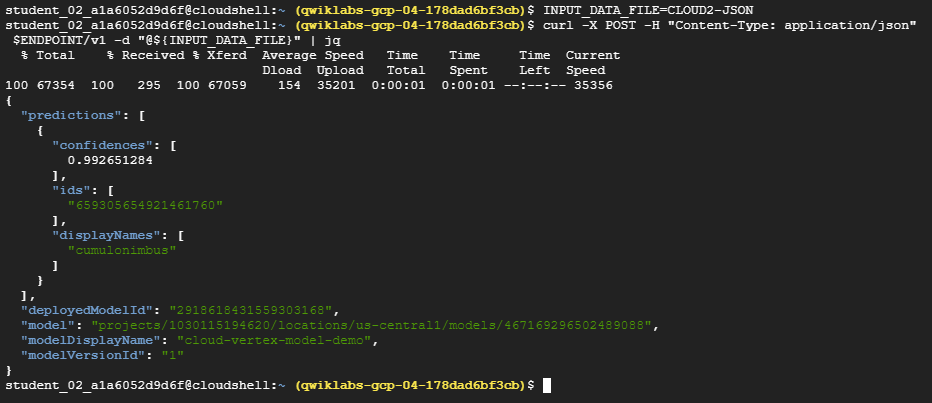 student_02_a1a6052d9d6f@cloudshell:~ (qwiklabs-gcp-04-178dad6bf3cb)$ INPUT_DATA_FILE=CLOUD2-JSON
student_02_a1a6052d9d6f@cloudshell:~ (qwiklabs-gcp-04-178dad6bf3cb)$ curl -X POST -H "Content-Type: application/json"
 $ENDPOINT/v1 -d "@${INPUT_DATA_FILE}" | jq
  % Total    % Received % Xferd  Average Speed   Time    Time     Time  Current
                                 Dload  Upload   Total   Spent    Left  Speed
100 67354  100   295  100 67059    154  35201  0:00:01  0:00:01 --:--:-- 35356
{
  "predictions": [
    {
      "confidences": [
        0.992651284
      ],
      "ids": [
        "659305654921461760"
      ],
      "displayNames": [
        "cumulonimbus"
      ]
    }
  ],
  "deployedModelId": "2918618431559303168",
  "model": "projects/1030115194620/locations/us-central1/models/467169296502489088",
  "modelDisplayName": "cloud-vertex-model-demo",
  "modelVersionId": "1"
}
student_02_a1a6052d9d6f@cloudshell:~ (qwiklabs-gcp-04-178dad6bf3cb)$